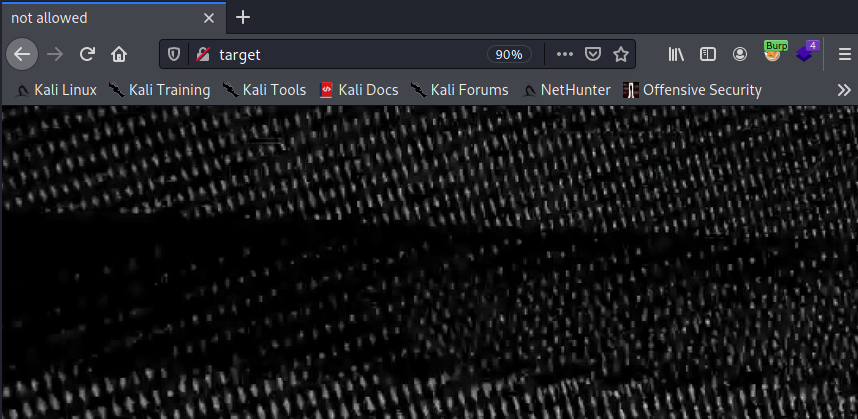 not allowed
target
90%
Burp
4
Kali Linux
Kali Training
Kali Tools
Kali Docs
Kali Forums
NetHunter
Offensive Security